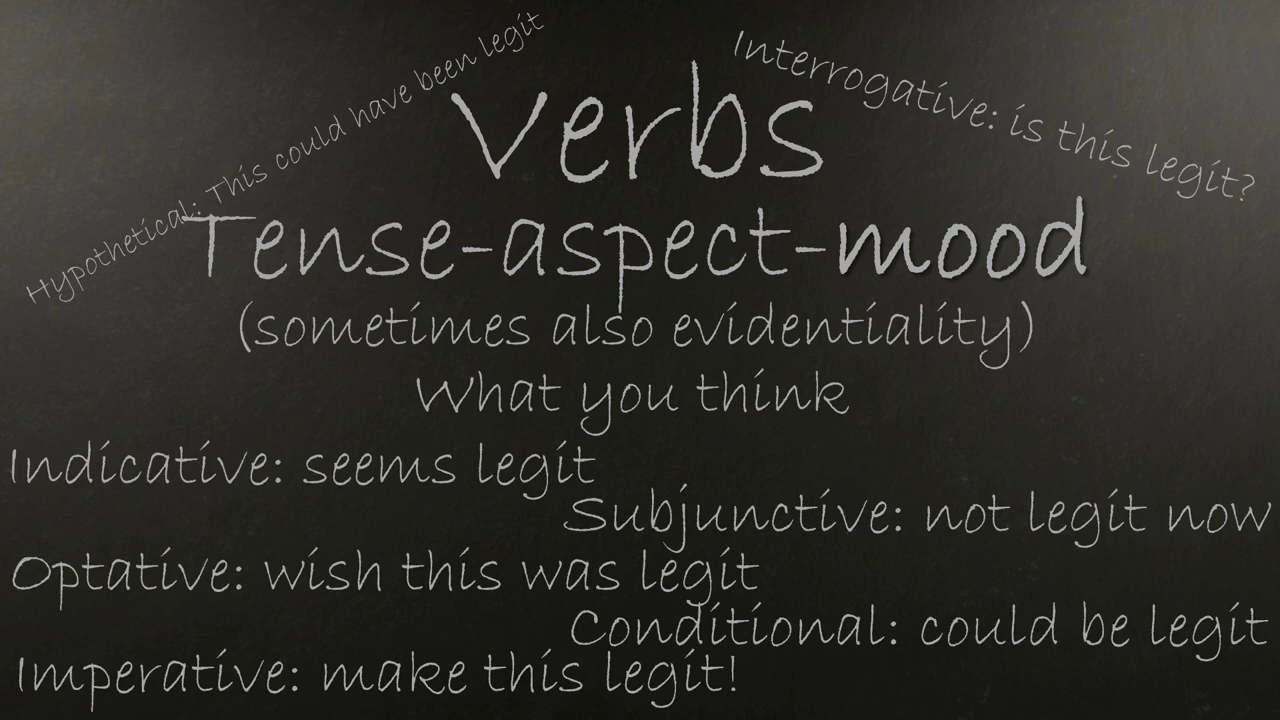 Hypothetical: This could have been legit
Interrogative: is this legit?
Verbs
Tense-aspect-mood
(sometimes also evidentiality)
What you think
Indicative: seems legit
Subjunctive: not legit now
Optative: wish this was legit
Conditional: could be legit
Imperative: make this legit!